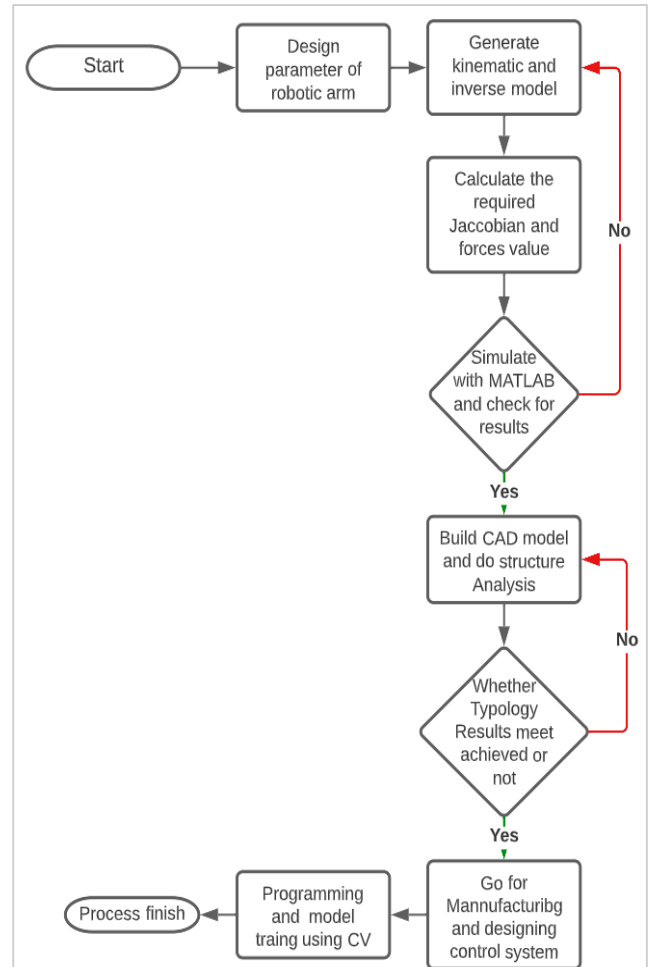 Start
Design
parameter of
robotic arm
Generate
kinematic and
inverse model
Calculate the
required
Jaccobian and
forces value
No
Simulate
with MATLAB
and check for
results
Yes
Build CAD model
and do structure
Analysis
No
Whether
Typology
Results meet
achieved or
not
Yes
Go for
Mannufacturibg
and designing
control system
Programming
and model
traing using CV
Process finish